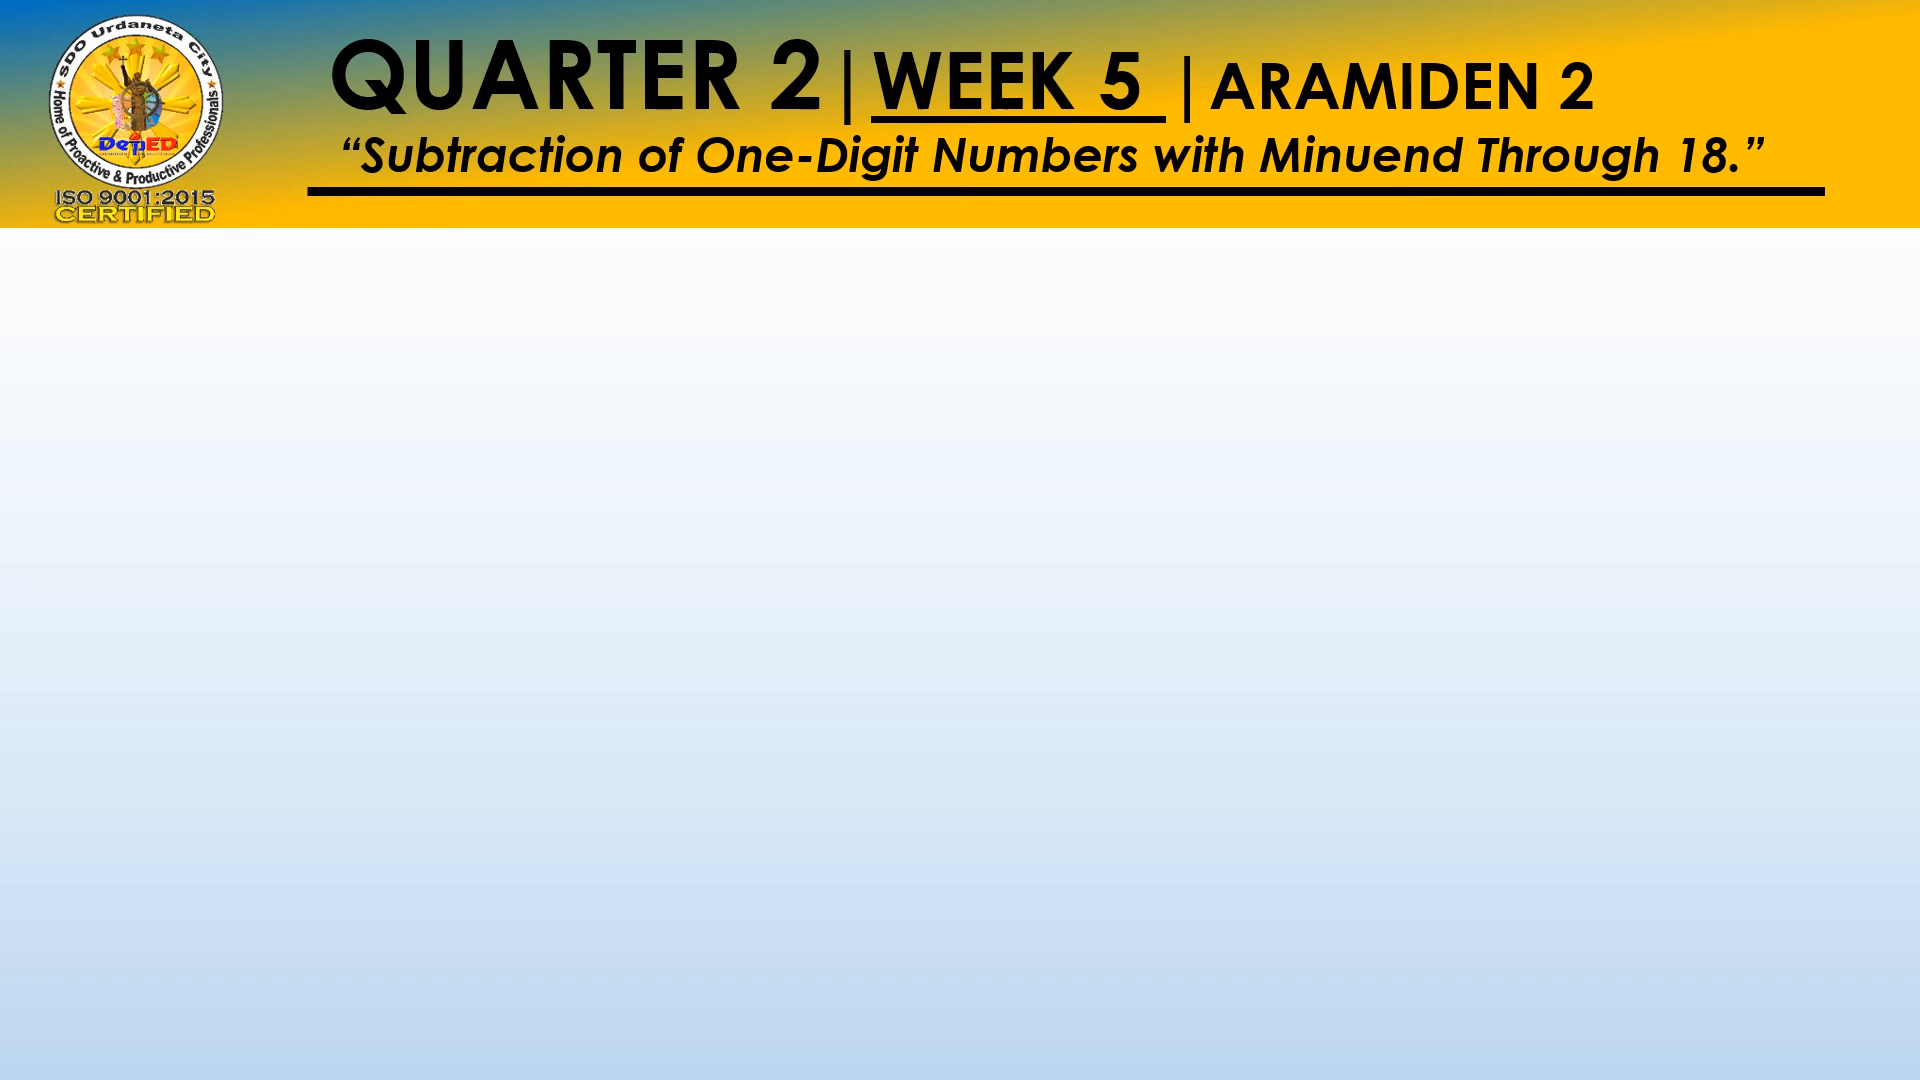 QUARTER 2|WEEK 5 |ARAMIDEN 2
“Subtraction of One-Digit Numbers with Minuend Through 18.”
SDO Urdaneta City
DepED
Home of Proactive & Productive Professionals
ISO 9001:2015
CERTIFIED